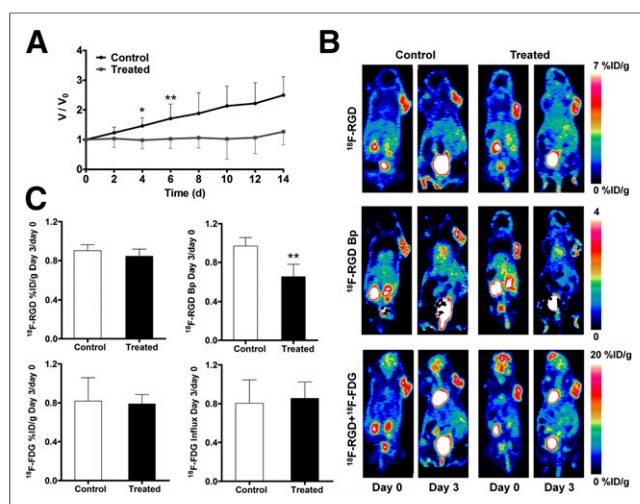 A
Control
Treated
V / V0
5
4
3
2
1
0
*
**
0 2 4 6 8 10 12 14
Time (d)
B
Control Treated
18F-RGD
7 %ID/g
0 %ID/g
18F-RGD Bp
4
0
18F-RGD+18F-FDG
20 %ID/g
0 %ID/g
Day 0 Day 3 Day 0 Day 3
C
18F-RGD %ID/g Day 3/day 0
1.2
0.8
0.4
0.0
Control Treated
18F-RGD Bp Day 3/day 0
1.2
0.8
0.4
0
**
Control Treated
18F-FDG %ID/g Day 3/day 0
1.2
0.8
0.4
0.0
Control Treated
18F-FDG Influx Day 3/day 0
1.2
0.8
0.4
0.0
Control Treated